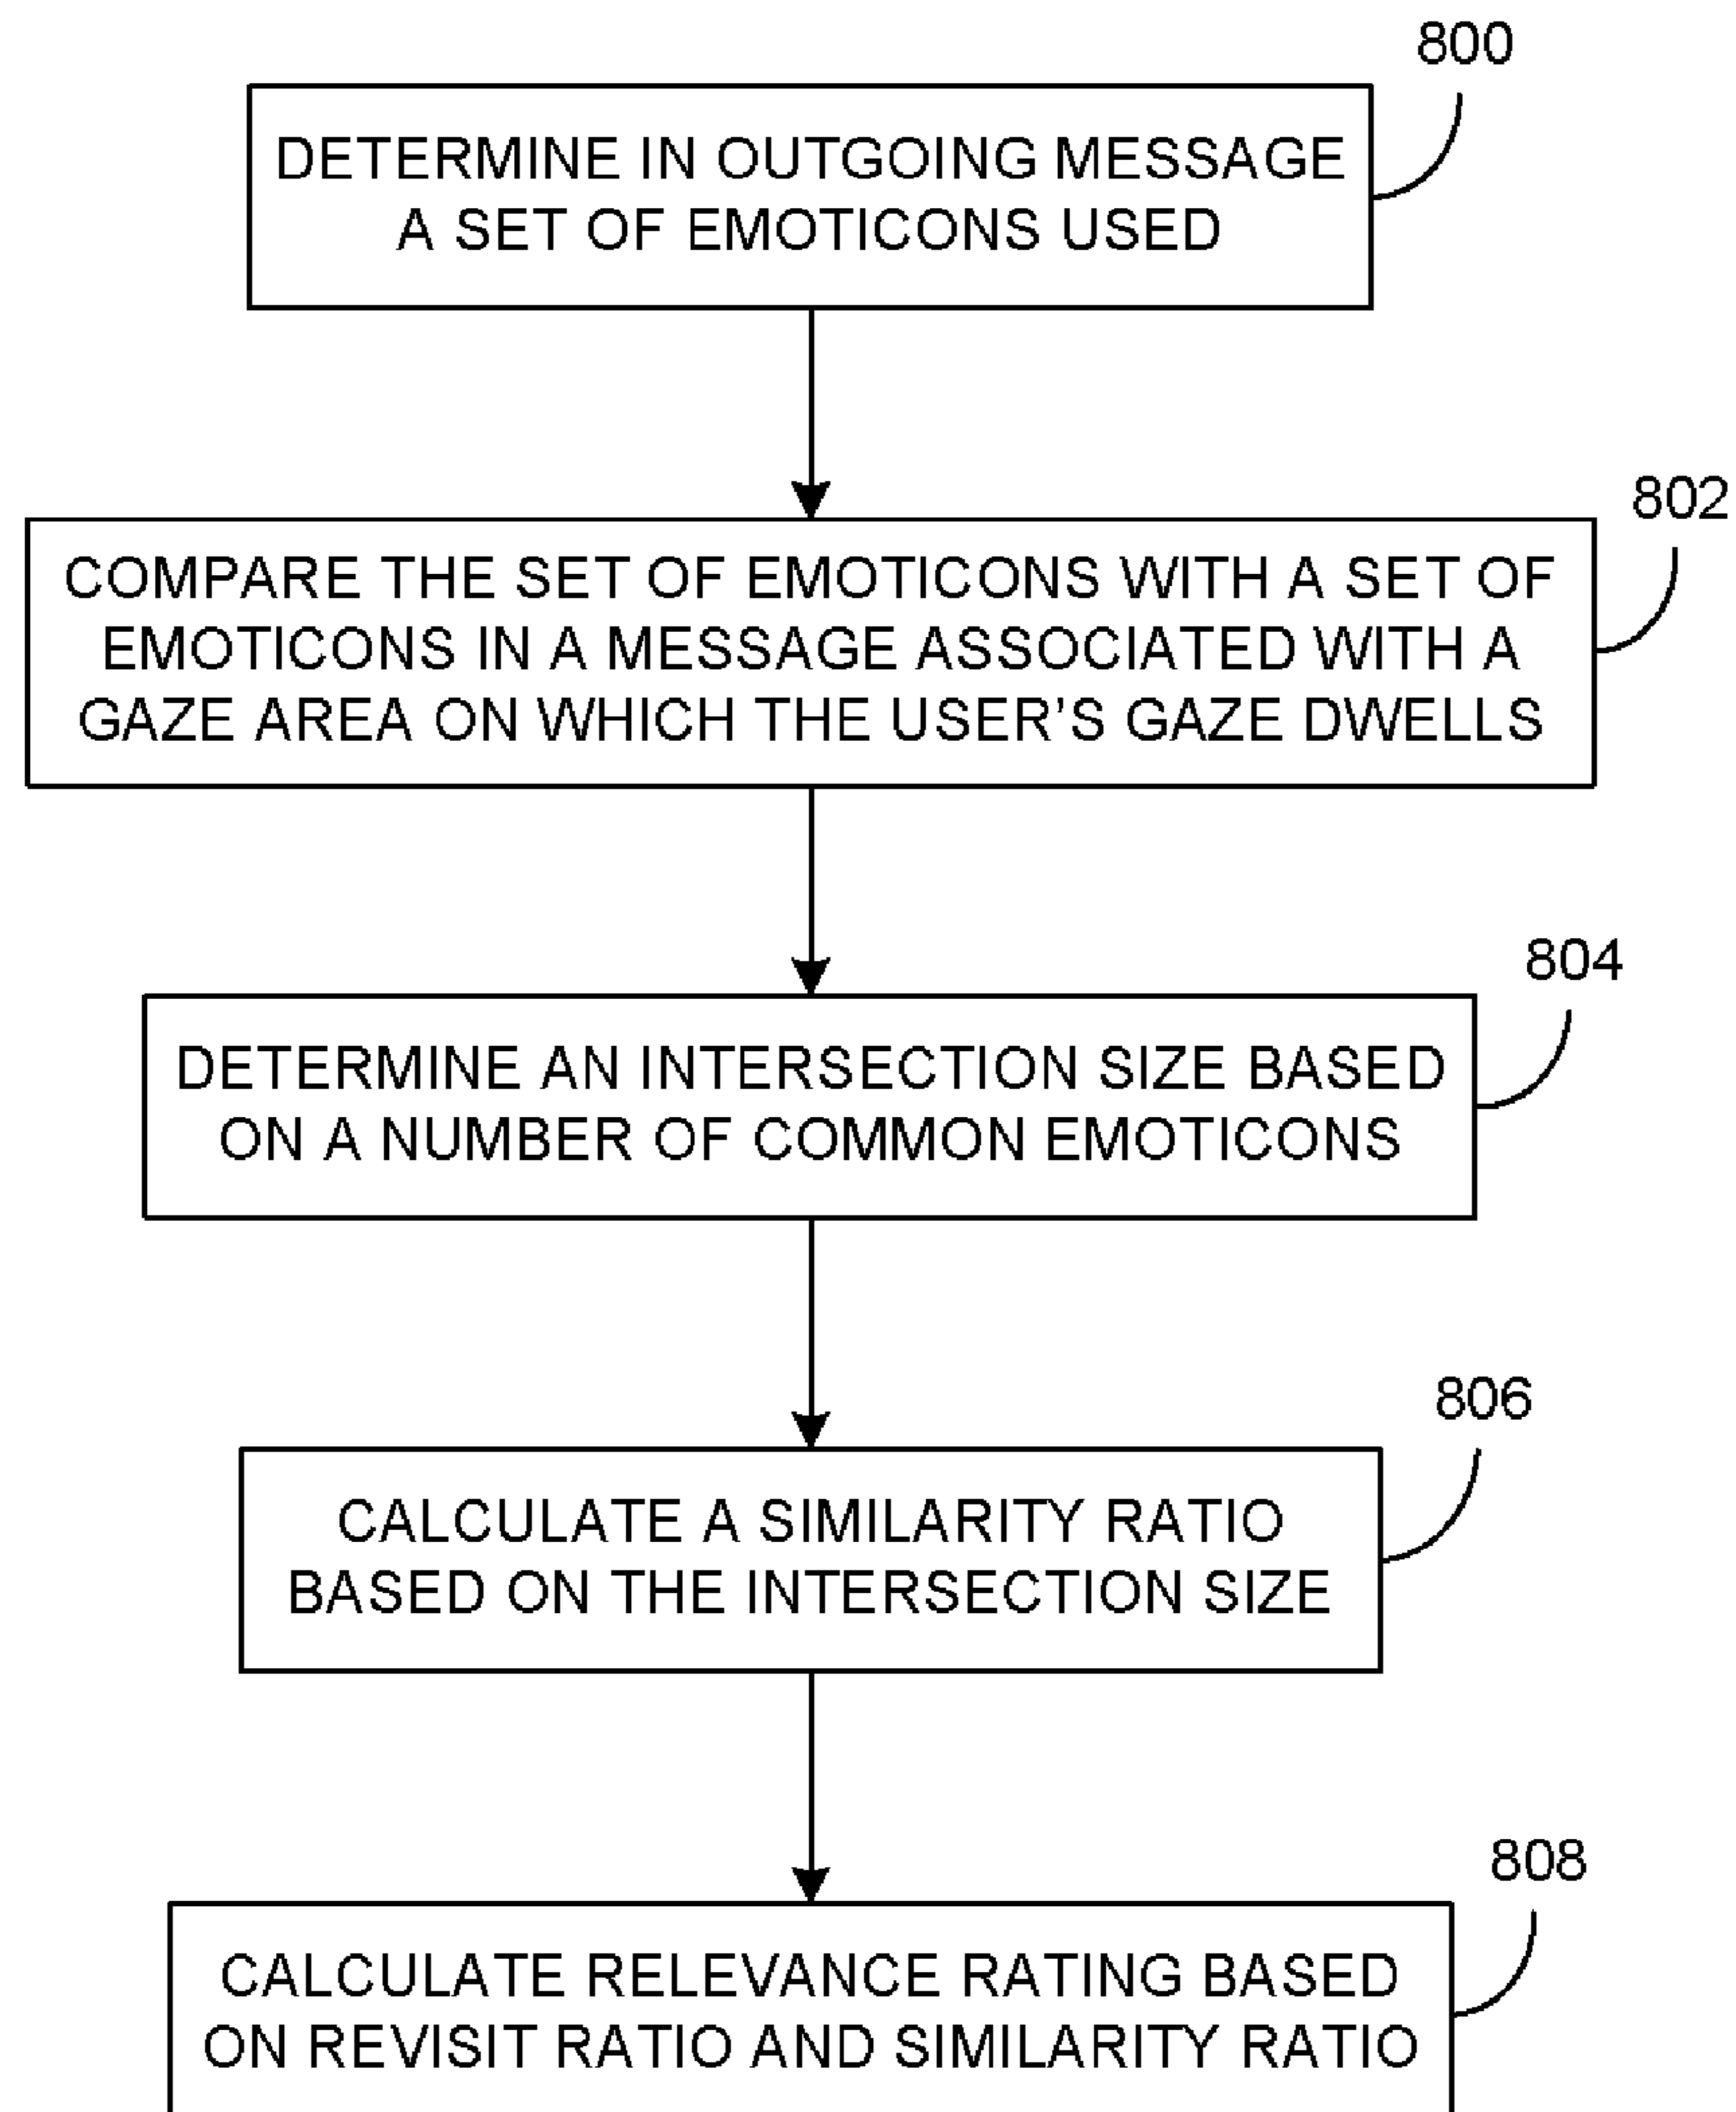 800
DETERMINE IN OUTGOING MESSAGE
A SET OF EMOTICONS USED
802
COMPARE THE SET OF EMOTICONS WITH A SET OF
EMOTICONS IN A MESSAGE ASSOCIATED WITH A
GAZE AREA ON WHICH THE USER'S GAZE DWELLS
804
DETERMINE AN INTERSECTION SIZE BASED
ON A NUMBER OF COMMON EMOTICONS
806
CALCULATE A SIMILARITY RATIO
BASED ON THE INTERSECTION SIZE
808
CALCULATE RELEVANCE RATING BASED
ON REVISIT RATIO AND SIMILARITY RATIO